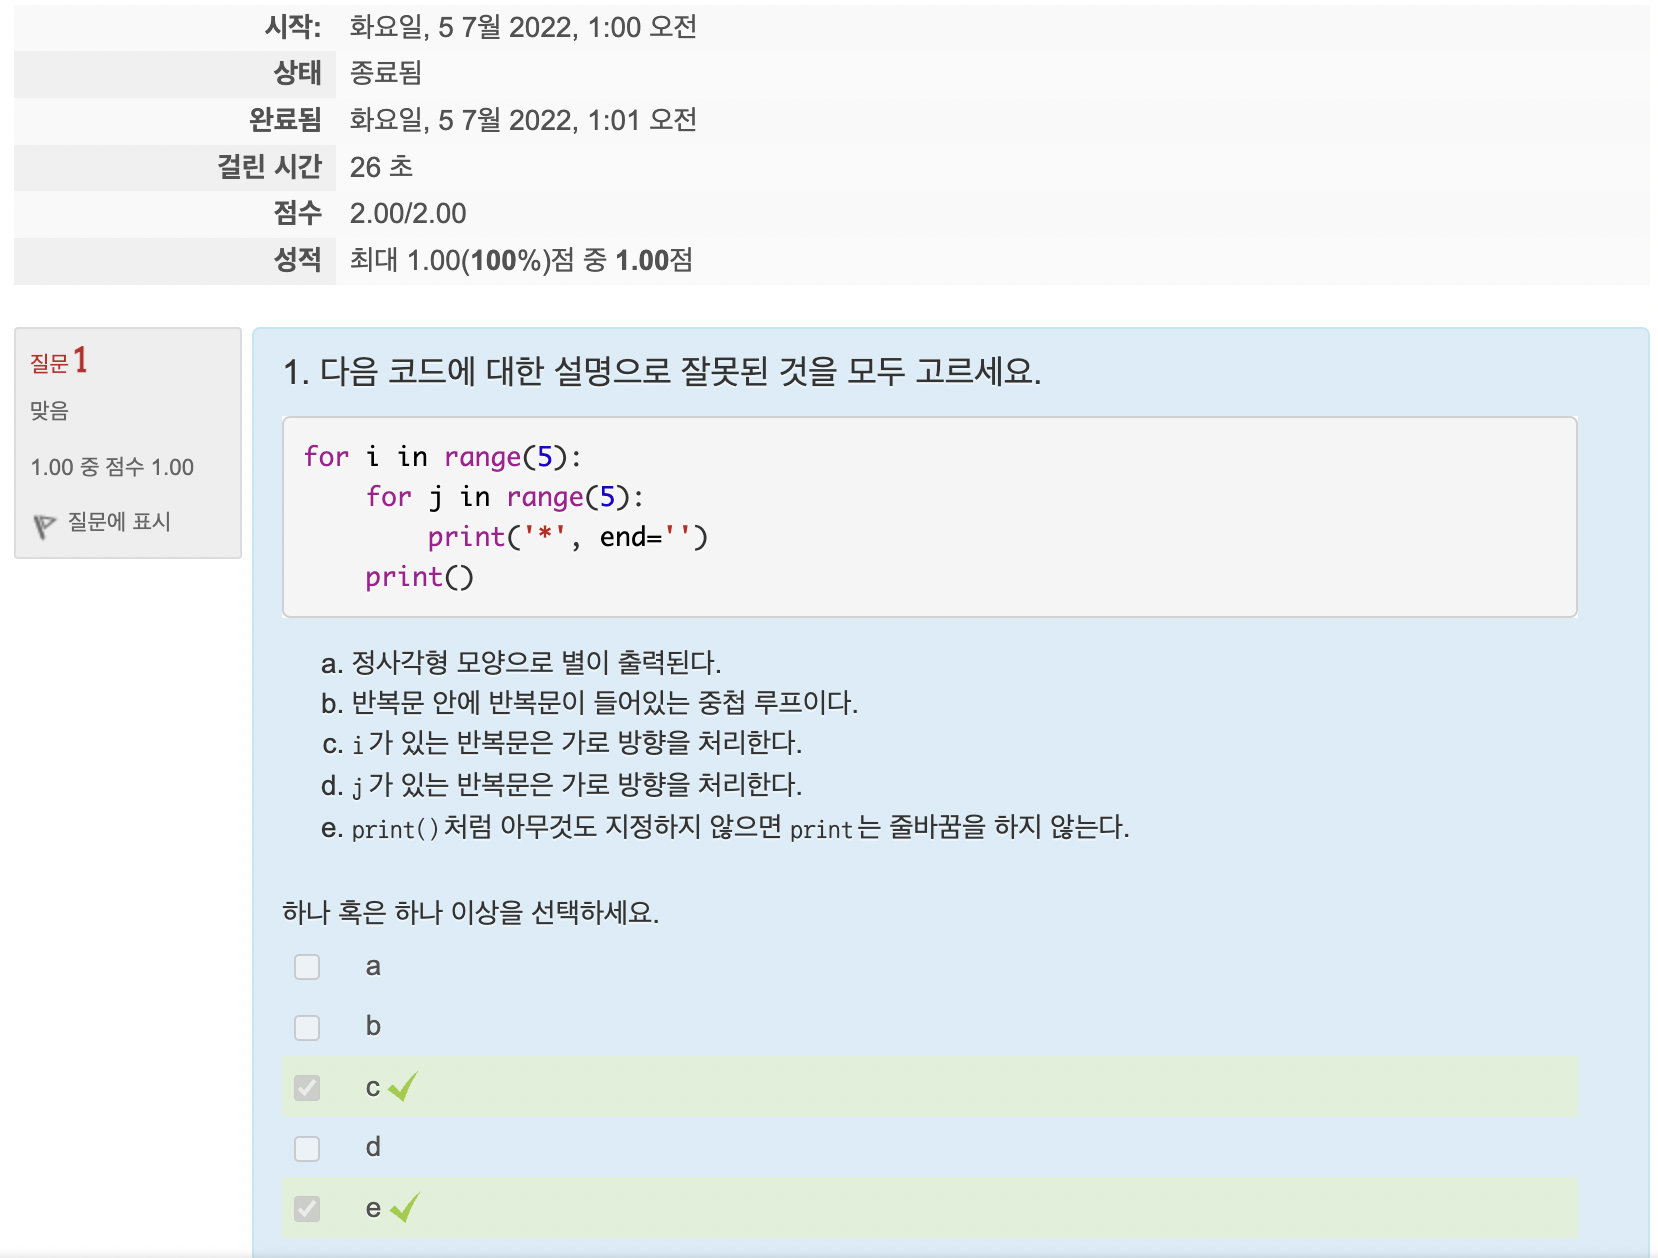 시작: 화요일, 5 7월 2022, 1:00 오전
상태 종료됨
완료됨 화요일, 5 7월 2022, 1:01 오전
걸린 시간 26 초
점수 2.00/2.00
성적 최대 1.00(100%)점 중 1.00점
질문 1
맞음
1.00 중 점수 1.00
질문에 표시
1. 다음 코드에 대한 설명으로 잘못된 것을 모두 고르세요.
for i in range(5):
    for j in range(5):
        print('*', end='')
    print()
a. 정사각형 모양으로 별이 출력된다.
b. 반복문 안에 반복문이 들어있는 중첩 루프이다.
c. i가 있는 반복문은 가로 방향을 처리한다.
d. j가 있는 반복문은 가로 방향을 처리한다.
e. print()처럼 아무것도 지정하지 않으면 print는 줄바꿈을 하지 않는다.
하나 혹은 하나 이상을 선택하세요.
a
b
c
d
e